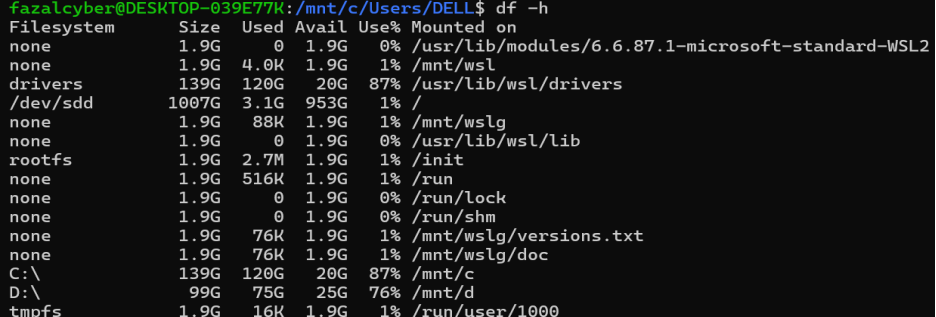 fazalcyber@DESKTOP-039E77K:/mnt/c/Users/DELL$ df -h
Filesystem      Size  Used Avail Use% Mounted on
none            1.9G     0  1.9G   0% /usr/lib/modules/6.6.87.1-microsoft-standard-WSL2
none            1.9G  4.0K  1.9G   1% /mnt/wsl
drivers         139G  120G   20G  87% /usr/lib/wsl/drivers
/dev/sdd       1007G  3.1G  953G   1% /
none            1.9G   88K  1.9G   1% /mnt/wslg
none            1.9G     0  1.9G   0% /usr/lib/wsl/lib
rootfs          1.9G  2.7M  1.9G   1% /init
none            1.9G  516K  1.9G   1% /run
none            1.9G     0  1.9G   0% /run/lock
none            1.9G     0  1.9G   0% /run/shm
none            1.9G   76K  1.9G   1% /mnt/wslg/versions.txt
none            1.9G   76K  1.9G   1% /mnt/wslg/doc
C:\             139G  120G   20G  87% /mnt/c
D:\              99G   75G   25G  76% /mnt/d
tmpfs           1.9G   16K  1.9G   1% /run/user/1000